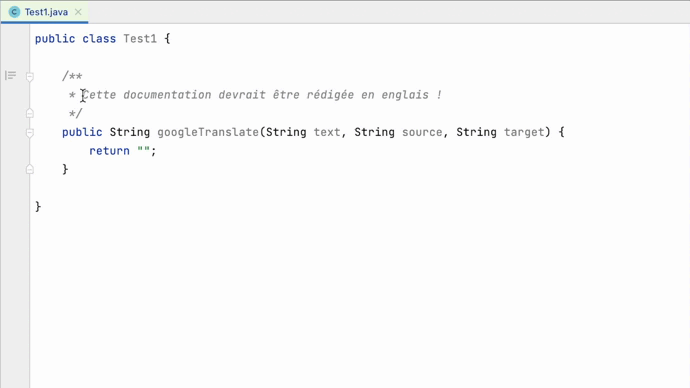 Test1.java
public class Test1 {
/**
* Cette documentation devrait être rédigée en englais !
*/
public String googleTranslate(String text, String source, String target) {
return "";
}
}